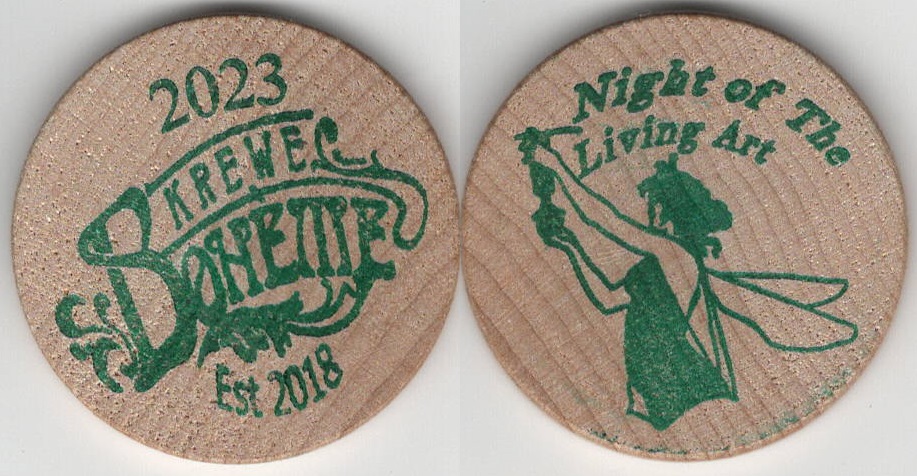 2023
KREWE
BOHEME
Est 2018
Night of The
Living Art